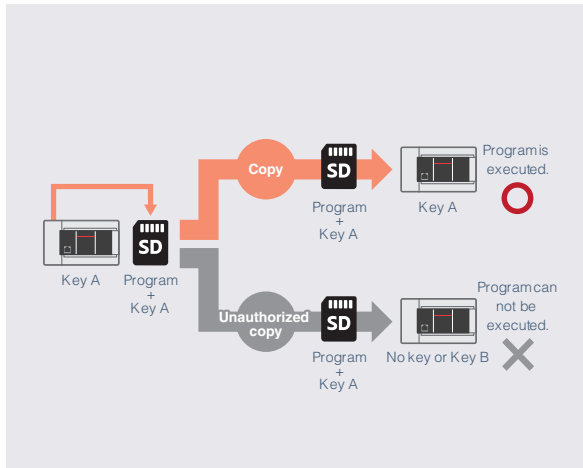 SD
Key A
Program
+
Key A
Copy
SD
Program
+
Key A
Key A
Program is
executed.
Unauthorized
copy
SD
Program
+
Key A
No key or Key B
Program can
not be
executed.